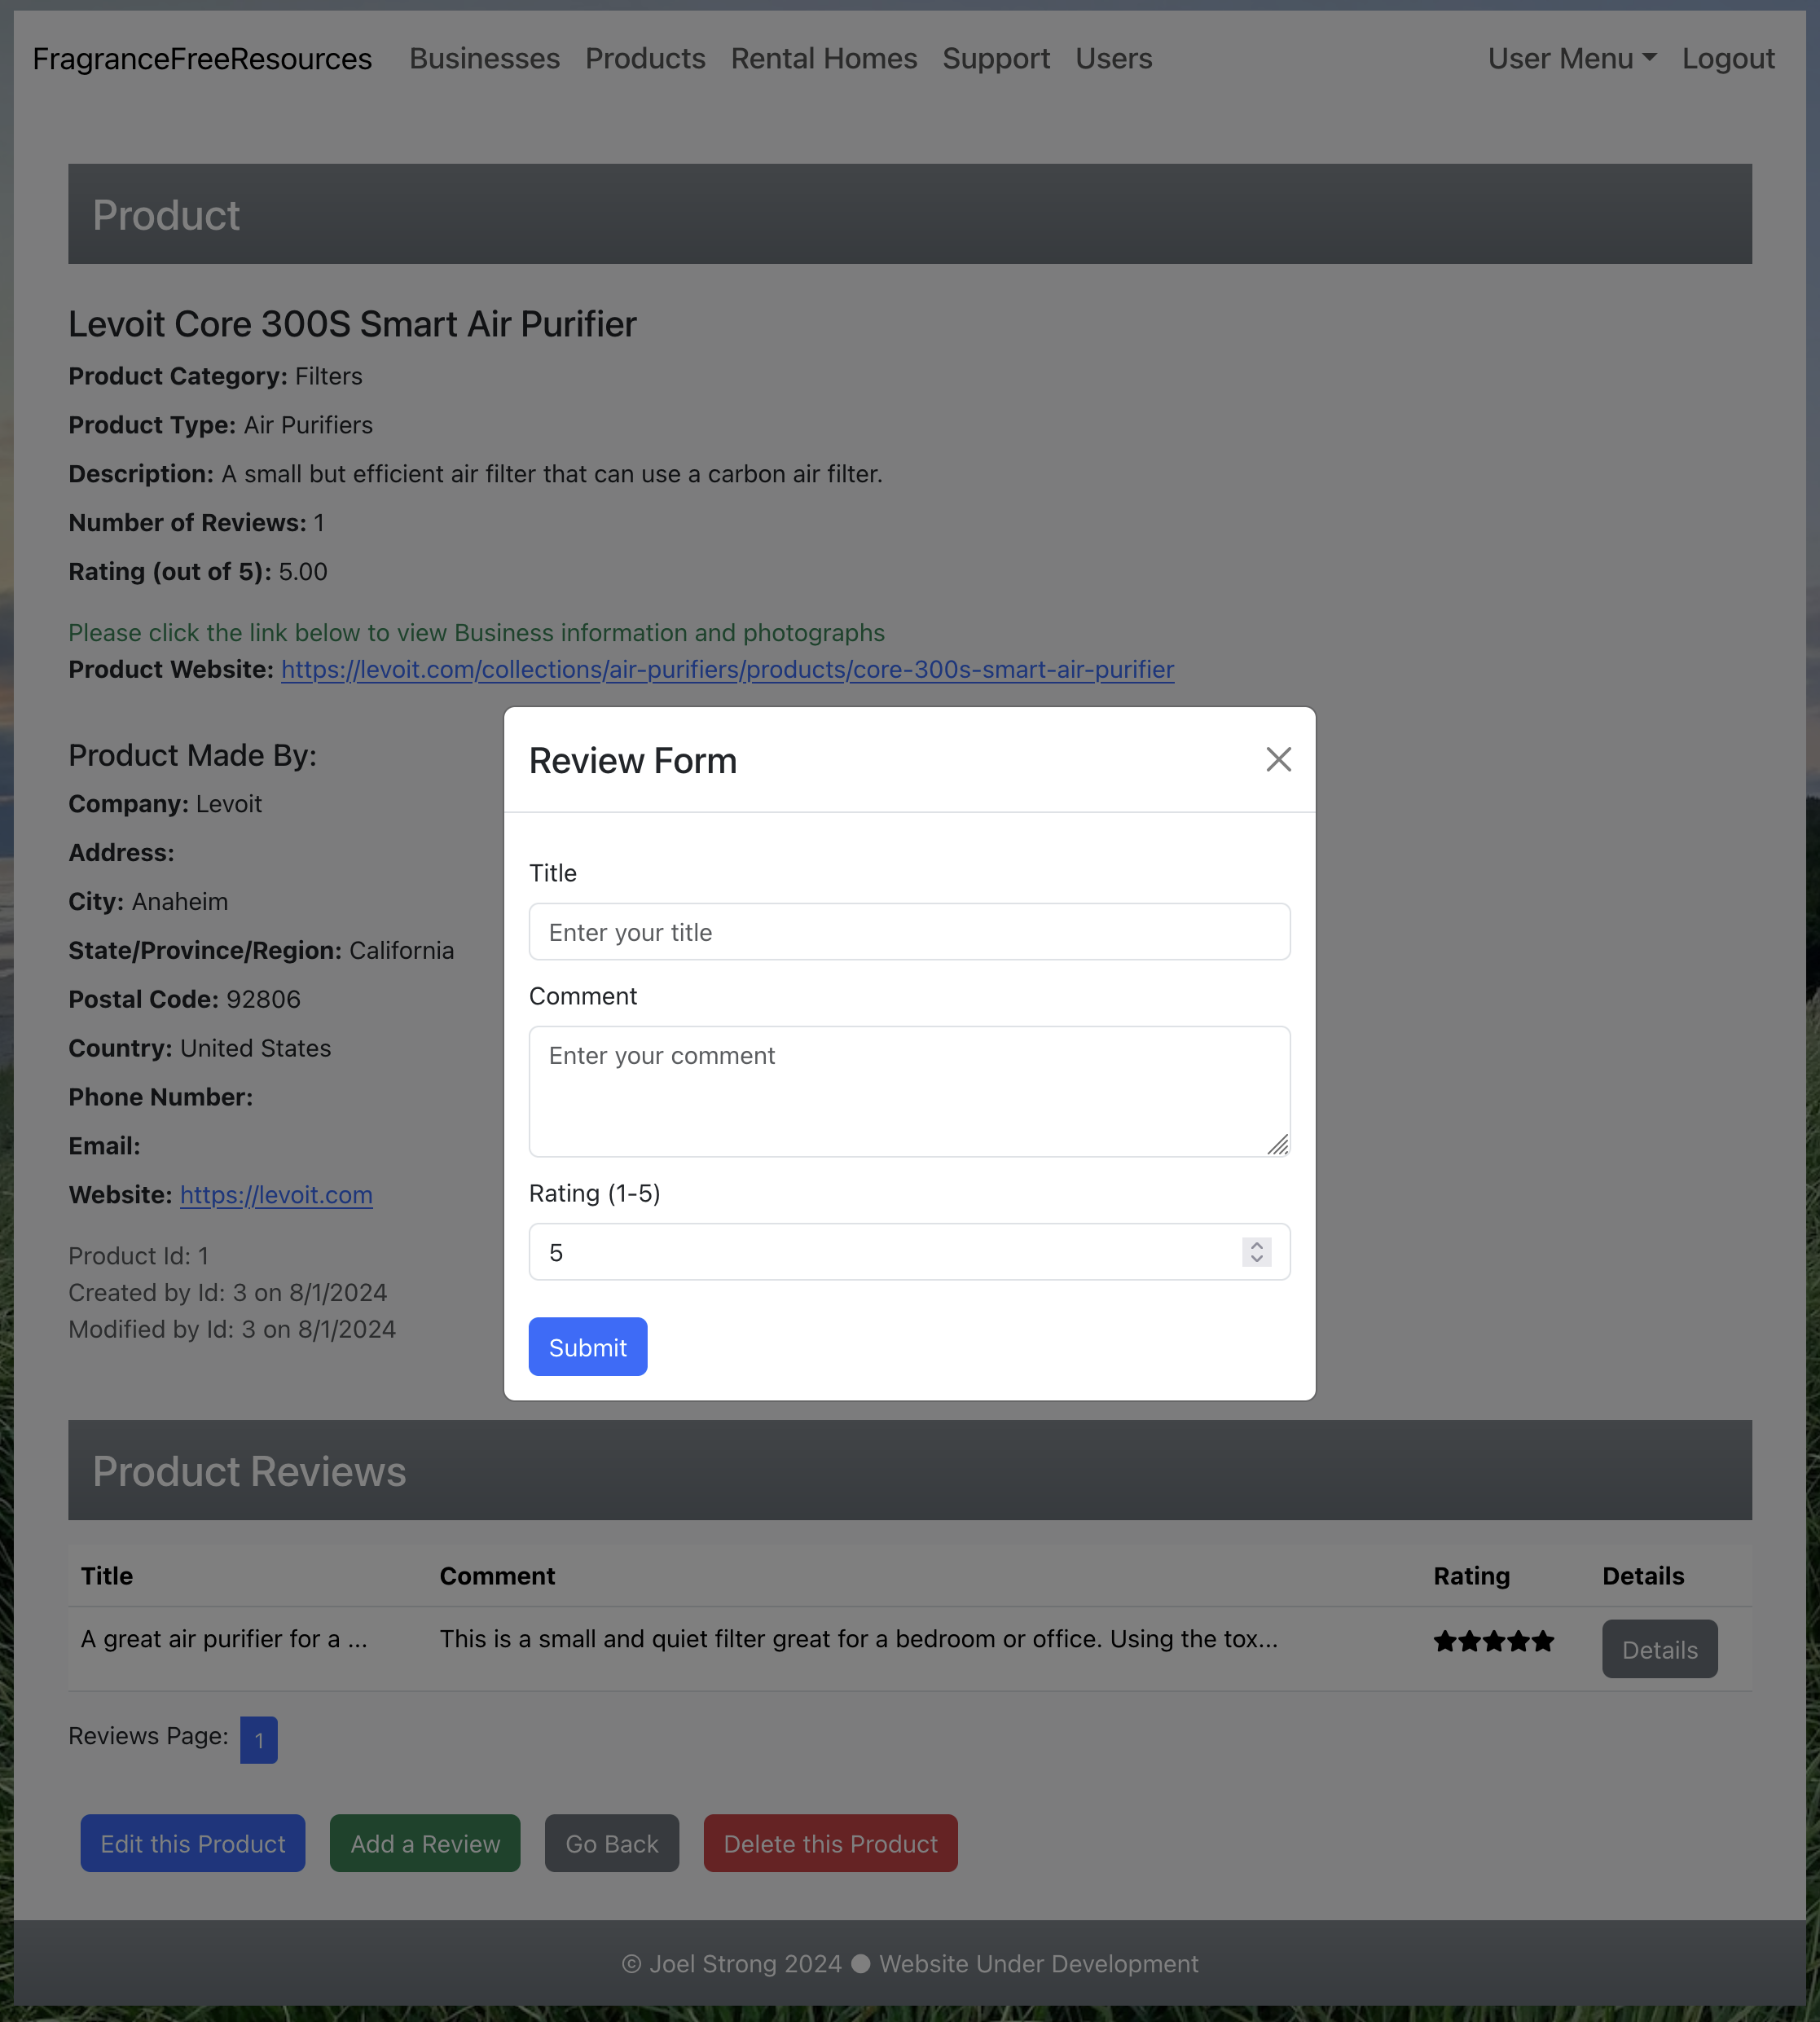 FragranceFreeResources Businesses Products Rental Homes Support Users User Menu Logout
Product
Levoit Core 300S Smart Air Purifier
Product Category: Filters
Product Type: Air Purifiers
Description: A small but efficient air filter that can use a carbon air filter.
Number of Reviews: 1
Rating (out of 5): 5.00
Please click the link below to view Business information and photographs
Product Website: https://levoit.com/collections/air-purifiers/products/core-300s-smart-air-purifier
Product Made By:
Company: Levoit
Address:
City: Anaheim
State/Province/Region: California
Postal Code: 92806
Country: United States
Phone Number:
Email:
Website: https://levoit.com
Product Id: 1
Created by Id: 3 on 8/1/2024
Modified by Id: 3 on 8/1/2024
Review Form
Title
Enter your title
Comment
Enter your comment
Rating (1-5)
5
Submit
Product Reviews
Title Comment Rating Details
A great air purifier for a ... This is a small and quiet filter great for a bedroom or office. Using the tox... Details
Reviews Page: 1
Edit this Product Add a Review Go Back Delete this Product
© Joel Strong 2024 ● Website Under Development